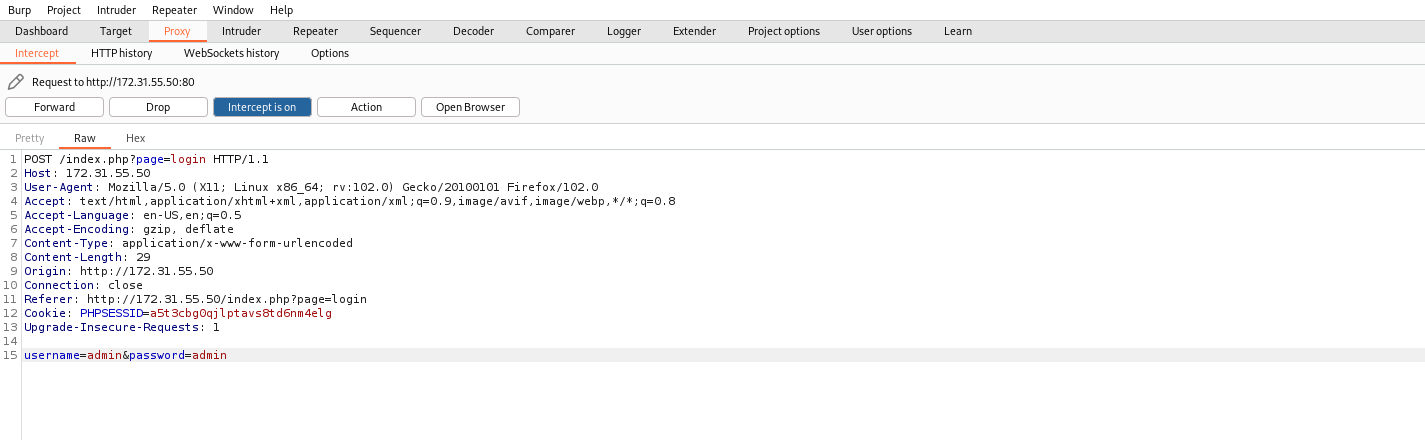 Burp Project Intruder Repeater Window Help
Dashboard Target Proxy Intruder Repeater Sequencer Decoder Comparer Logger Extender Project options User options Learn
Intercept HTTP history WebSockets history Options
Request to http://172.31.55.50:80
Forward Drop Intercept is on Action Open Browser
Pretty Raw Hex
1 POST /index.php?page=login HTTP/1.1
2 Host: 172.31.55.50
3 User-Agent: Mozilla/5.0 (X11; Linux x86_64; rv:102.0) Gecko/20100101 Firefox/102.0
4 Accept: text/html,application/xhtml+xml,application/xml;q=0.9,image/avif,image/webp,*/*;q=0.8
5 Accept-Language: en-US,en;q=0.5
6 Accept-Encoding: gzip, deflate
7 Content-Type: application/x-www-form-urlencoded
8 Content-Length: 29
9 Origin: http://172.31.55.50
10 Connection: close
11 Referer: http://172.31.55.50/index.php?page=login
12 Cookie: PHPSESSID=a5t3cbg0qjlptavs8td6nm4elg
13 Upgrade-Insecure-Requests: 1
14
15 username=admin&password=admin